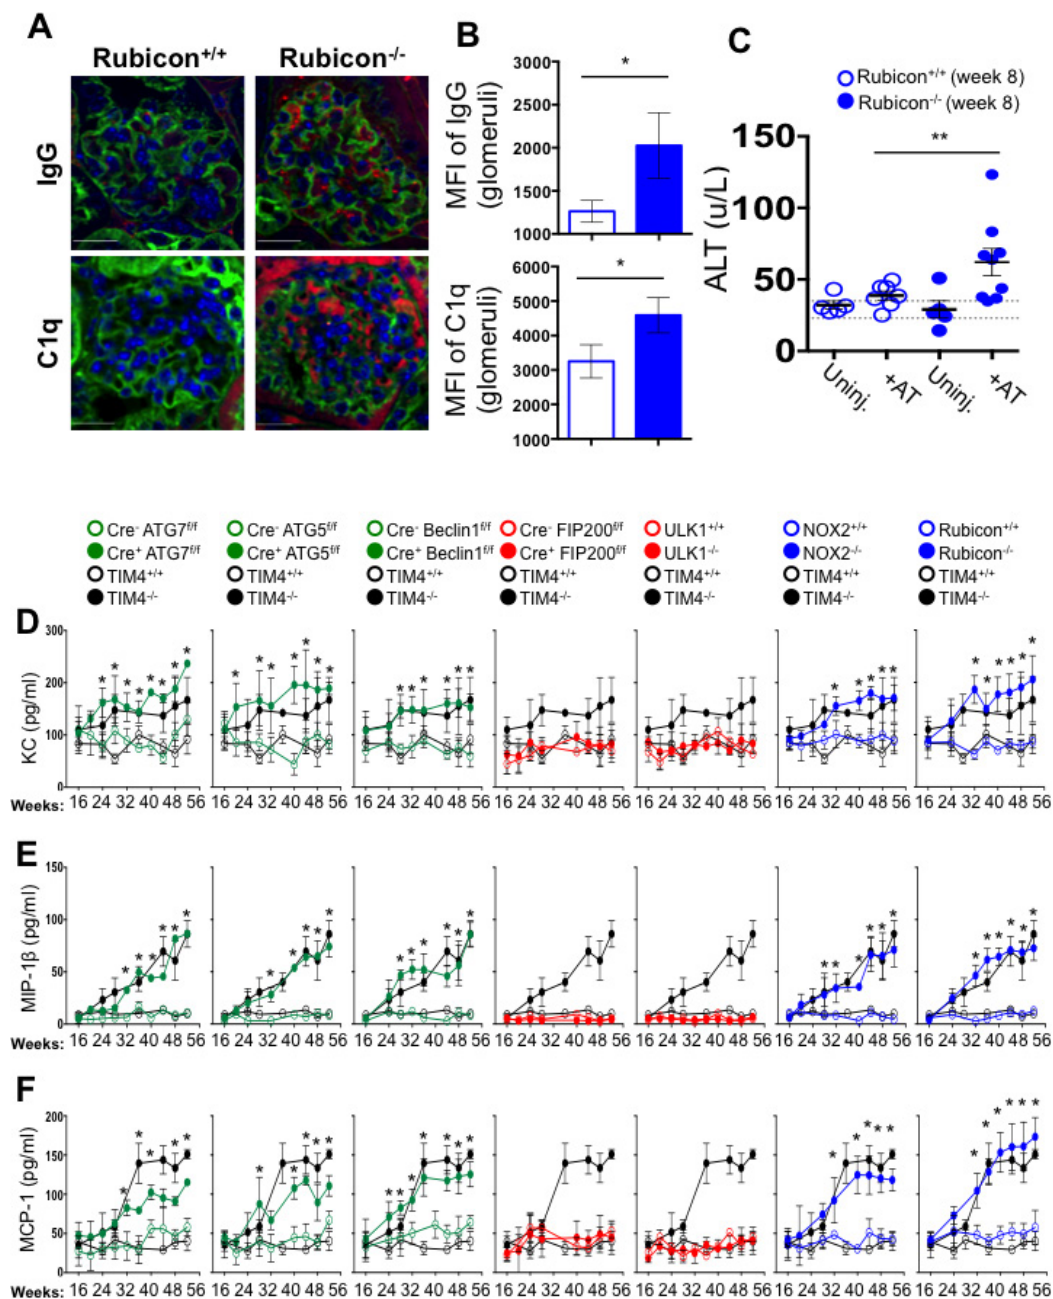 A
Rubicon+/+
Rubicon-/-
IgG
C1q
B
3000
2500
2000
1500
1000
MFI of IgG
(glomeruli)
*
6000
5000
4000
3000
2000
1000
MFI of C1q
(glomeruli)
*
C
Rubicon+/+ (week 8)
Rubicon-/- (week 8)
150
100
50
0
ALT (u/L)
**
Uninj.
+AT
Uninj.
+AT
Cre- ATG7f/f
Cre+ ATG7f/f
TIM4+/+
TIM4-/-
Cre- ATG5f/f
Cre+ ATG5f/f
TIM4+/+
TIM4-/-
Cre- Beclin1f/f
Cre+ Beclin1f/f
TIM4+/+
TIM4-/-
Cre- FIP200f/f
Cre+ FIP200f/f
TIM4+/+
TIM4-/-
ULK1+/+
ULK1-/-
TIM4+/+
TIM4-/-
NOX2+/+
NOX2-/-
TIM4+/+
TIM4-/-
Rubicon+/+
Rubicon-/-
TIM4+/+
TIM4-/-
D
300
200
100
0
KC (pg/ml)
Weeks: 16 24 32 40 48 56 16 24 32 40 48 56 16 24 32 40 48 56 16 24 32 40 48 56 16 24 32 40 48 56 16 24 32 40 48 56 16 24 32 40 48 56
E
150
100
50
0
MIP-1β (pg/ml)
Weeks: 16 24 32 40 48 56 16 24 32 40 48 56 16 24 32 40 48 56 16 24 32 40 48 56 16 24 32 40 48 56 16 24 32 40 48 56 16 24 32 40 48 56
F
200
150
100
50
0
MCP-1 (pg/ml)
Weeks: 16 24 32 40 48 56 16 24 32 40 48 56 16 24 32 40 48 56 16 24 32 40 48 56 16 24 32 40 48 56 16 24 32 40 48 56 16 24 32 40 48 56